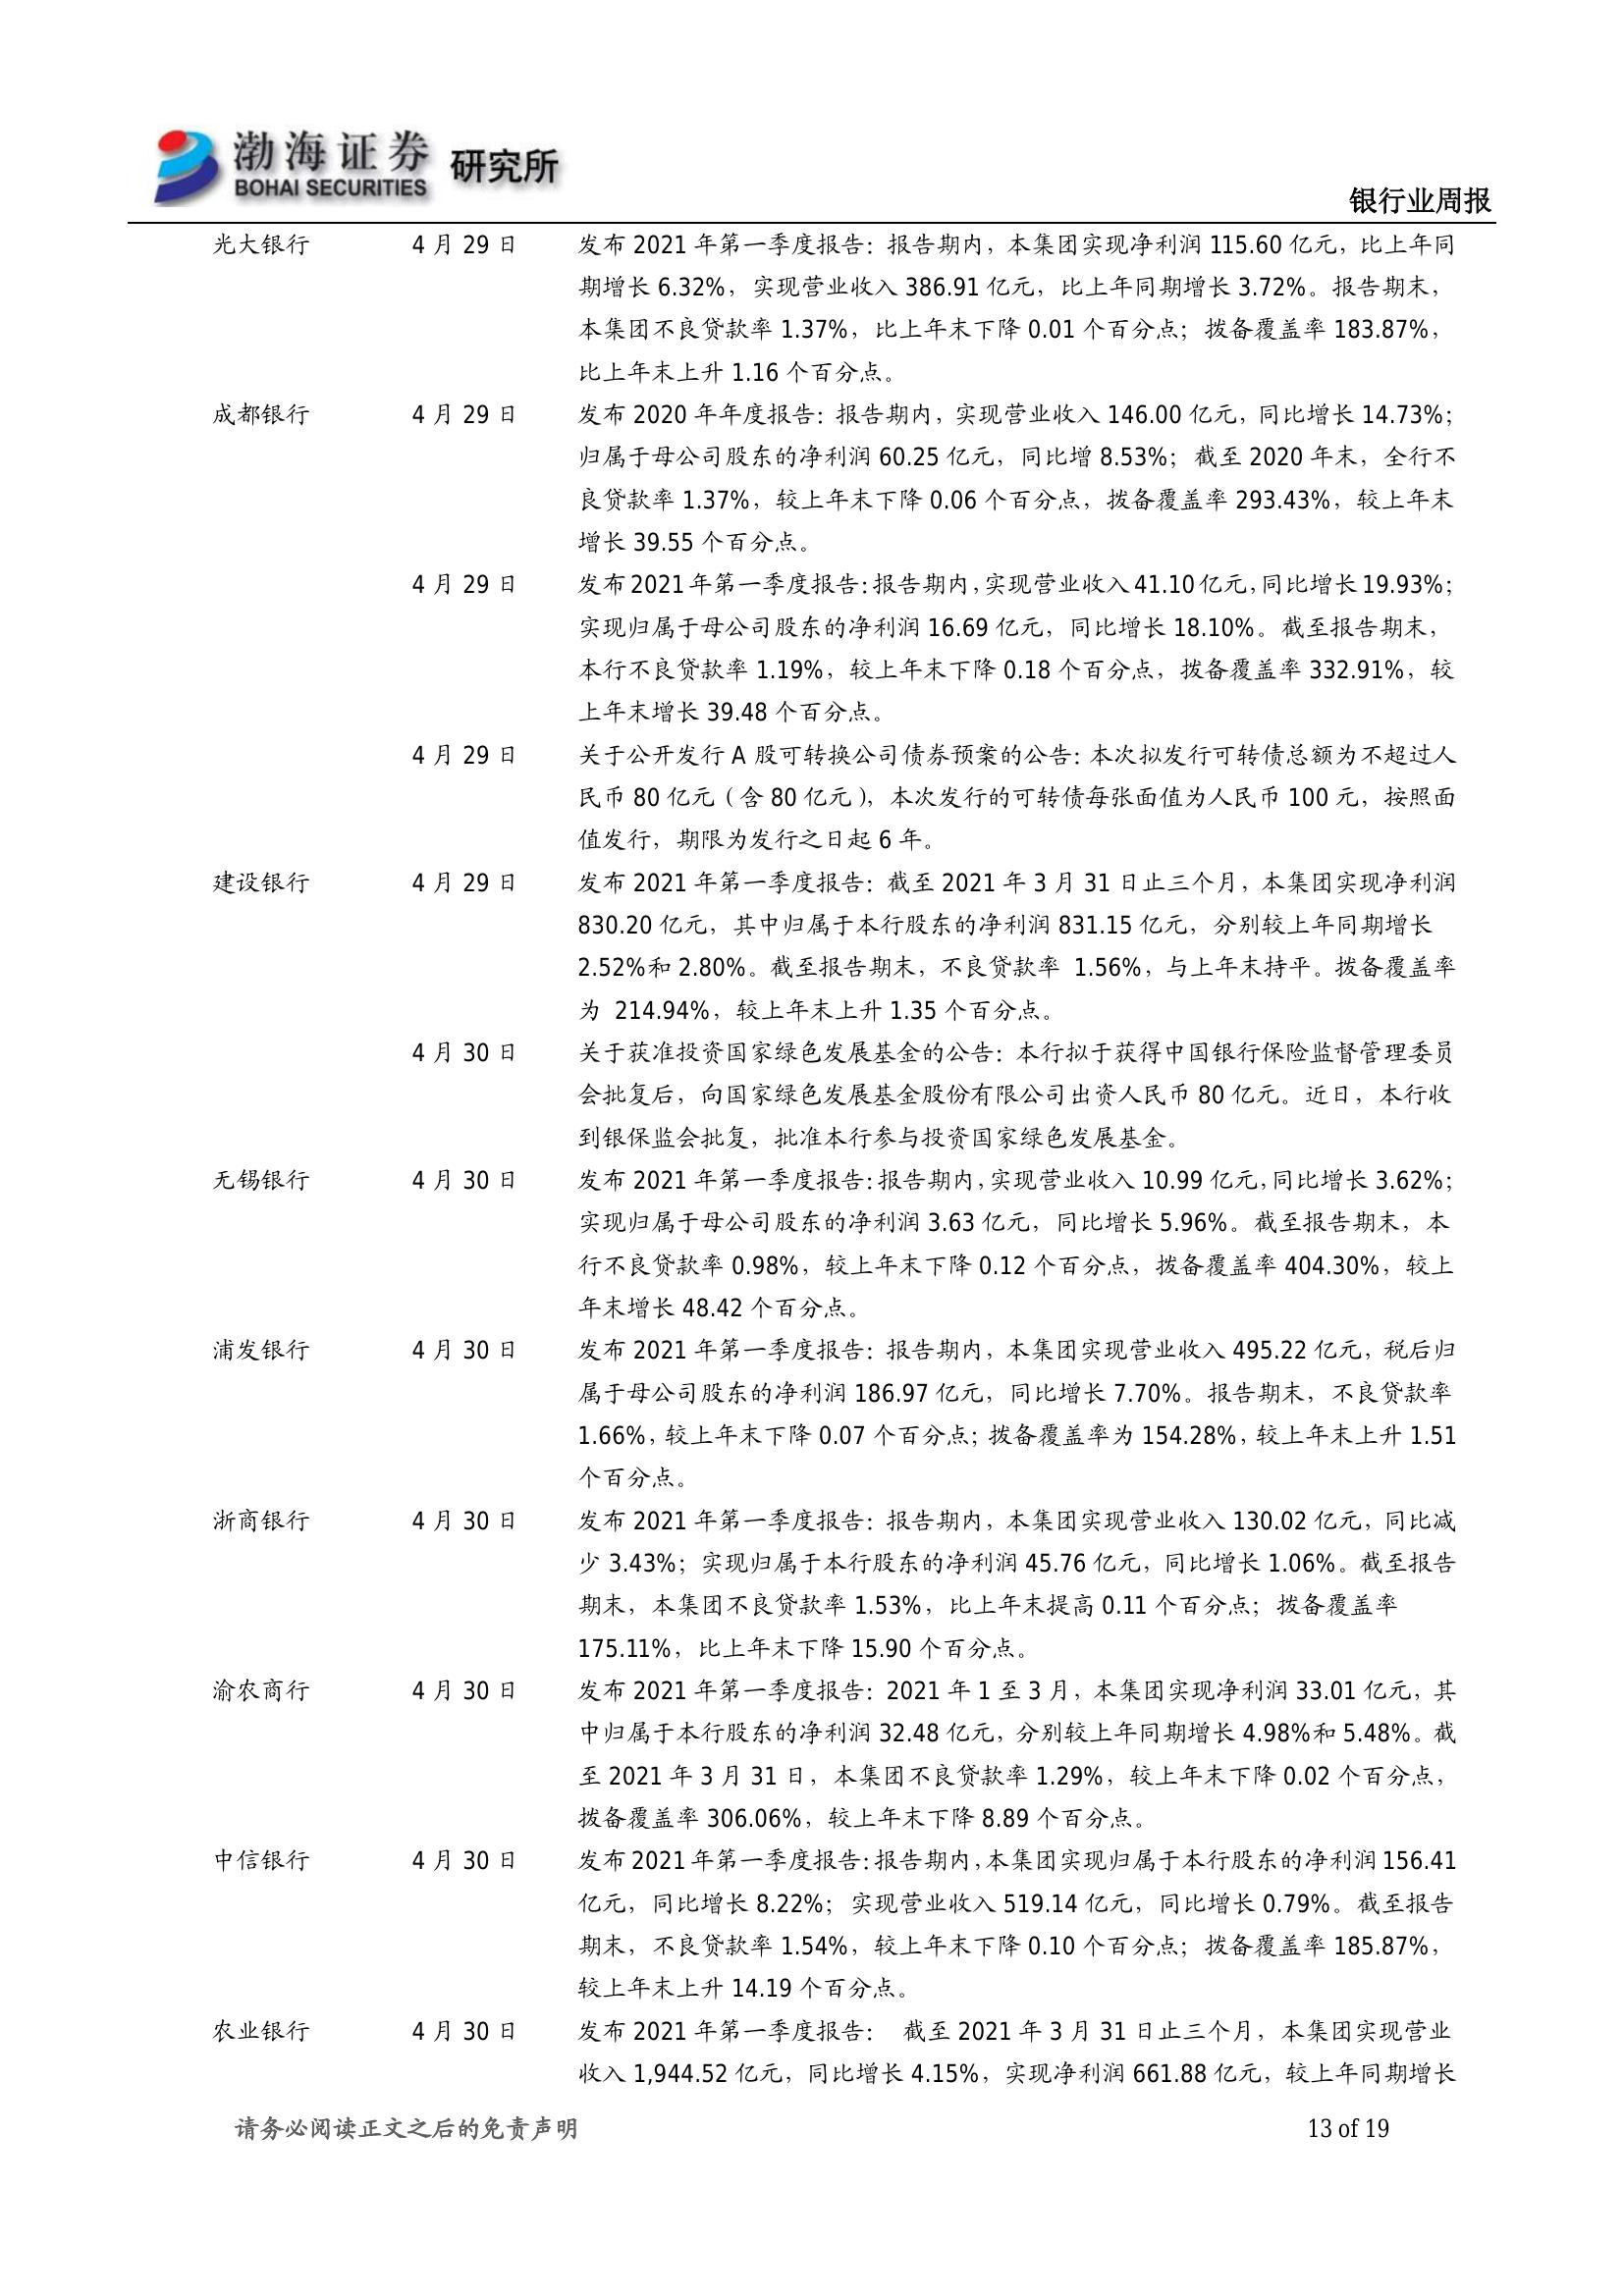 渤海证券 研究所
BOHAI SECURITIES
银行业周报
光大银行 4 月 29 日 发布 2021 年第一季度报告：报告期内，本集团实现净利润 115.60 亿元，比上年同
期增长 6.32%，实现营业收入 386.91 亿元，比上年同期增长 3.72%。报告期末，
本集团不良贷款率 1.37%，比上年末下降 0.01 个百分点；拨备覆盖率 183.87%，
比上年末上升 1.16 个百分点。
成都银行 4 月 29 日 发布 2020 年年度报告：报告期内，实现营业收入 146.00 亿元，同比增长 14.73%；
归属于母公司股东的净利润 60.25 亿元，同比增 8.53%；截至 2020 年末，全行不
良贷款率 1.37%，较上年末下降 0.06 个百分点，拨备覆盖率 293.43%，较上年末
增长 39.55 个百分点。
4 月 29 日 发布 2021 年第一季度报告：报告期内，实现营业收入 41.10 亿元，同比增长 19.93%；
实现归属于母公司股东的净利润 16.69 亿元，同比增长 18.10%。截至报告期末，
本行不良贷款率 1.19%，较上年末下降 0.18 个百分点，拨备覆盖率 332.91%，较
上年末增长 39.48 个百分点。
4 月 29 日 关于公开发行 A 股可转换公司债券预案的公告：本次拟发行可转债总额为不超过人
民币 80 亿元（含 80 亿元），本次发行的可转债每张面值为人民币 100 元，按照面
值发行，期限为发行之日起 6 年。
建设银行 4 月 29 日 发布 2021 年第一季度报告：截至 2021 年 3 月 31 日止三个月，本集团实现净利润
830.20 亿元，其中归属于本行股东的净利润 831.15 亿元，分别较上年同期增长
2.52%和 2.80%。截至报告期末，不良贷款率 1.56%，与上年末持平。拨备覆盖率
为 214.94%，较上年末上升 1.35 个百分点。
4 月 30 日 关于获准投资国家绿色发展基金的公告：本行拟于获得中国银行保险监督管理委员
会批复后，向国家绿色发展基金股份有限公司出资人民币 80 亿元。近日，本行收
到银保监会批复，批准本行参与投资国家绿色发展基金。
无锡银行 4 月 30 日 发布 2021 年第一季度报告：报告期内，实现营业收入 10.99 亿元，同比增长 3.62%；
实现归属于母公司股东的净利润 3.63 亿元，同比增长 5.96%。截至报告期末，本
行不良贷款率 0.98%，较上年末下降 0.12 个百分点，拨备覆盖率 404.30%，较上
年末增长 48.42 个百分点。
浦发银行 4 月 30 日 发布 2021 年第一季度报告：报告期内，本集团实现营业收入 495.22 亿元，税后归
属于母公司股东的净利润 186.97 亿元，同比增长 7.70%。报告期末，不良贷款率
1.66%，较上年末下降 0.07 个百分点；拨备覆盖率为 154.28%，较上年末上升 1.51
个百分点。
浙商银行 4 月 30 日 发布 2021 年第一季度报告：报告期内，本集团实现营业收入 130.02 亿元，同比减
少 3.43%；实现归属于本行股东的净利润 45.76 亿元，同比增长 1.06%。截至报告
期末，本集团不良贷款率 1.53%，比上年末提高 0.11 个百分点；拨备覆盖率
175.11%，比上年末下降 15.90 个百分点。
渝农商行 4 月 30 日 发布 2021 年第一季度报告：2021 年 1 至 3 月，本集团实现净利润 33.01 亿元，其
中归属于本行股东的净利润 32.48 亿元，分别较上年同期增长 4.98%和 5.48%。截
至 2021 年 3 月 31 日，本集团不良贷款率 1.29%，较上年末下降 0.02 个百分点，
拨备覆盖率 306.06%，较上年末下降 8.89 个百分点。
中信银行 4 月 30 日 发布 2021 年第一季度报告：报告期内，本集团实现归属于本行股东的净利润 156.41
亿元，同比增长 8.22%；实现营业收入 519.14 亿元，同比增长 0.79%。截至报告
期末，不良贷款率 1.54%，较上年末下降 0.10 个百分点；拨备覆盖率 185.87%，
较上年末上升 14.19 个百分点。
农业银行 4 月 30 日 发布 2021 年第一季度报告： 截至 2021 年 3 月 31 日止三个月，本集团实现营业
收入 1,944.52 亿元，同比增长 4.15%，实现净利润 661.88 亿元，较上年同期增长
请务必阅读正文之后的免责声明 13 of 19